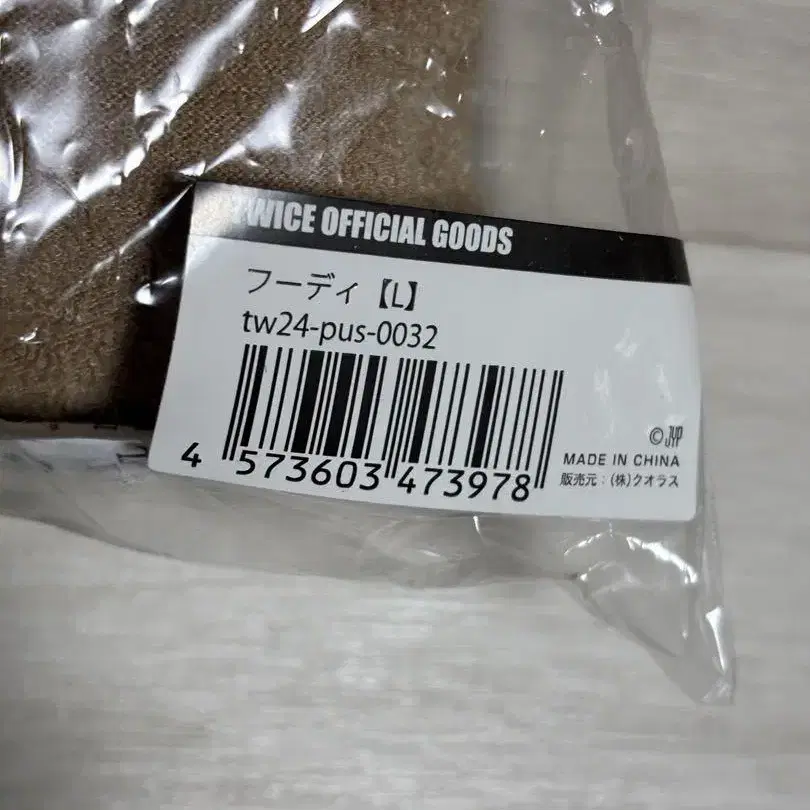 TWICE OFFICIAL GOODS
フーディ【L】
tw24-pus-0032
4 573603 473978
©JYP
MADE IN CHINA
販売元:(株)クオラス